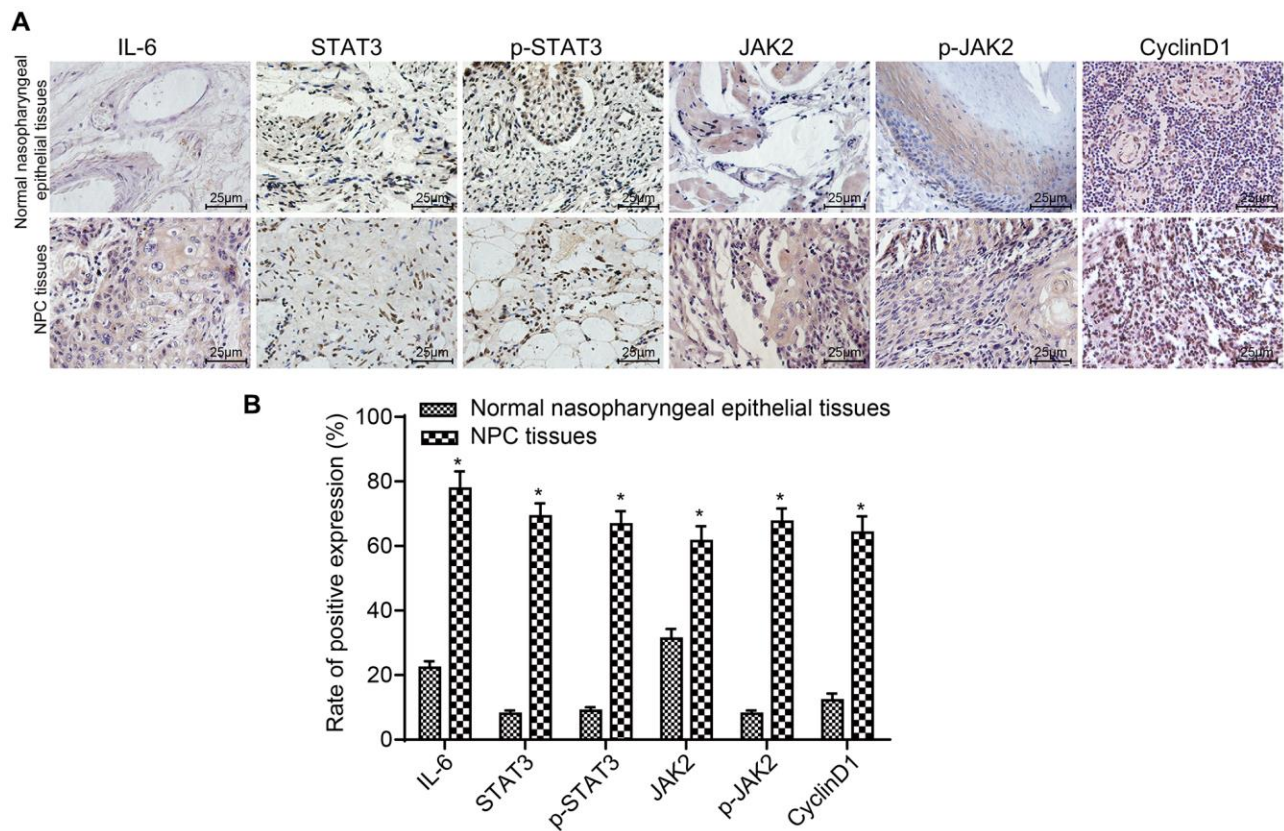 A
IL-6 STAT3 p-STAT3 JAK2 p-JAK2 CyclinD1
Normal nasopharyngeal
epithelial tissues
25µm 25µm 25µm 25µm 25µm 25µm
NPC tissues
25µm 25µm 25µm 25µm 25µm 25µm
B
Normal nasopharyngeal epithelial tissues
NPC tissues
Rate of positive expression (%)
100
80
60
40
20
0
* * * * * *
IL-6 STAT3 p-STAT3 JAK2 p-JAK2 CyclinD1